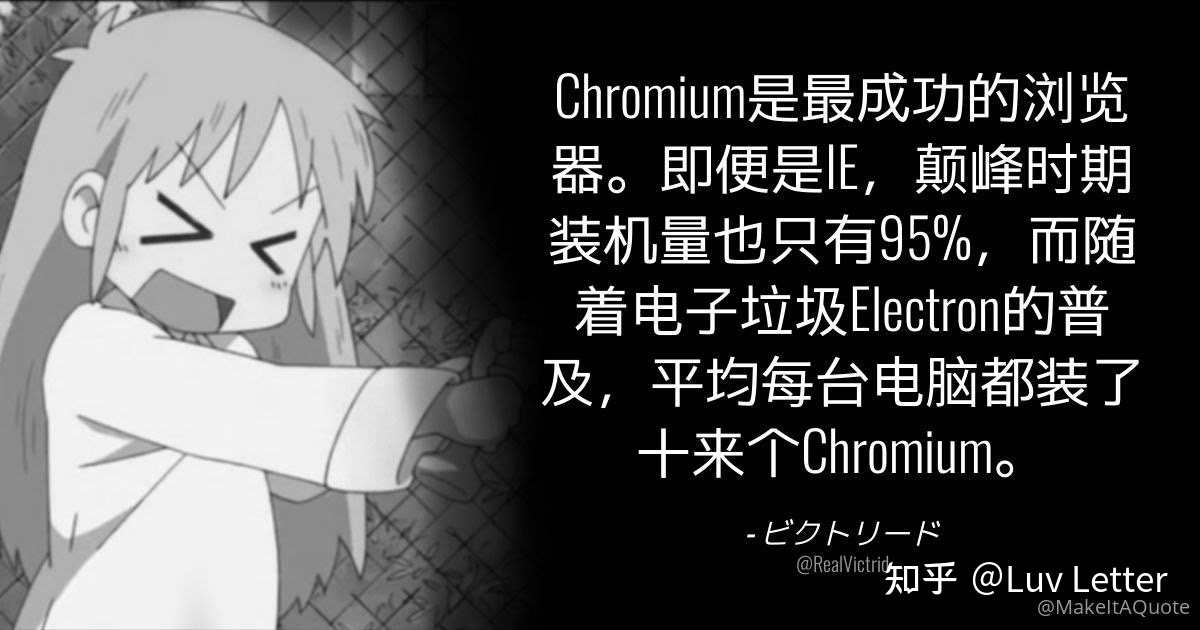 Chromium是最成功的浏览
器。即便是IE，颠峰时期
装机量也只有95%，而随
着电子垃圾Electron的普
及，平均每台电脑都装了
十来个Chromium。
- ビクトリード
@RealVictrid
知乎 @Luv Letter
@MakeItAQuote